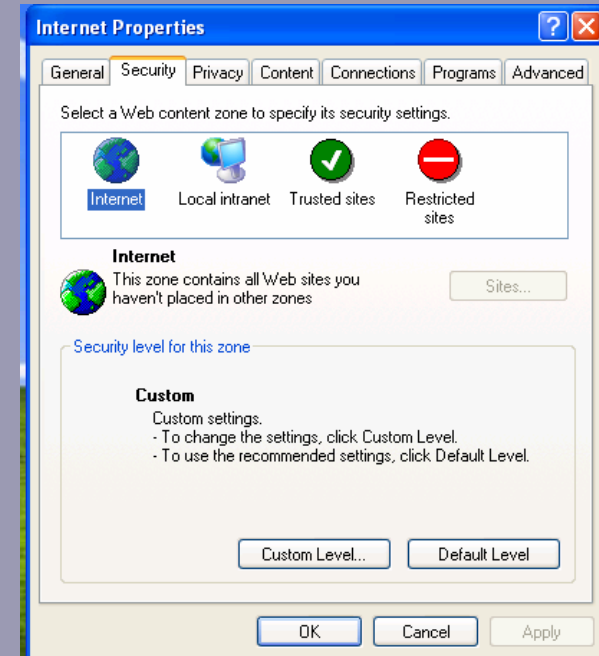 Internet Properties
General Security Privacy Content Connections Programs Advanced
Select a Web content zone to specify its security settings.
Internet Local intranet Trusted sites Restricted
sites
Internet
This zone contains all Web sites you
haven't placed in other zones
Sites...
Security level for this zone
Custom
Custom settings.
- To change the settings, click Custom Level.
- To use the recommended settings, click Default Level.
Custom Level... Default Level
OK Cancel Apply